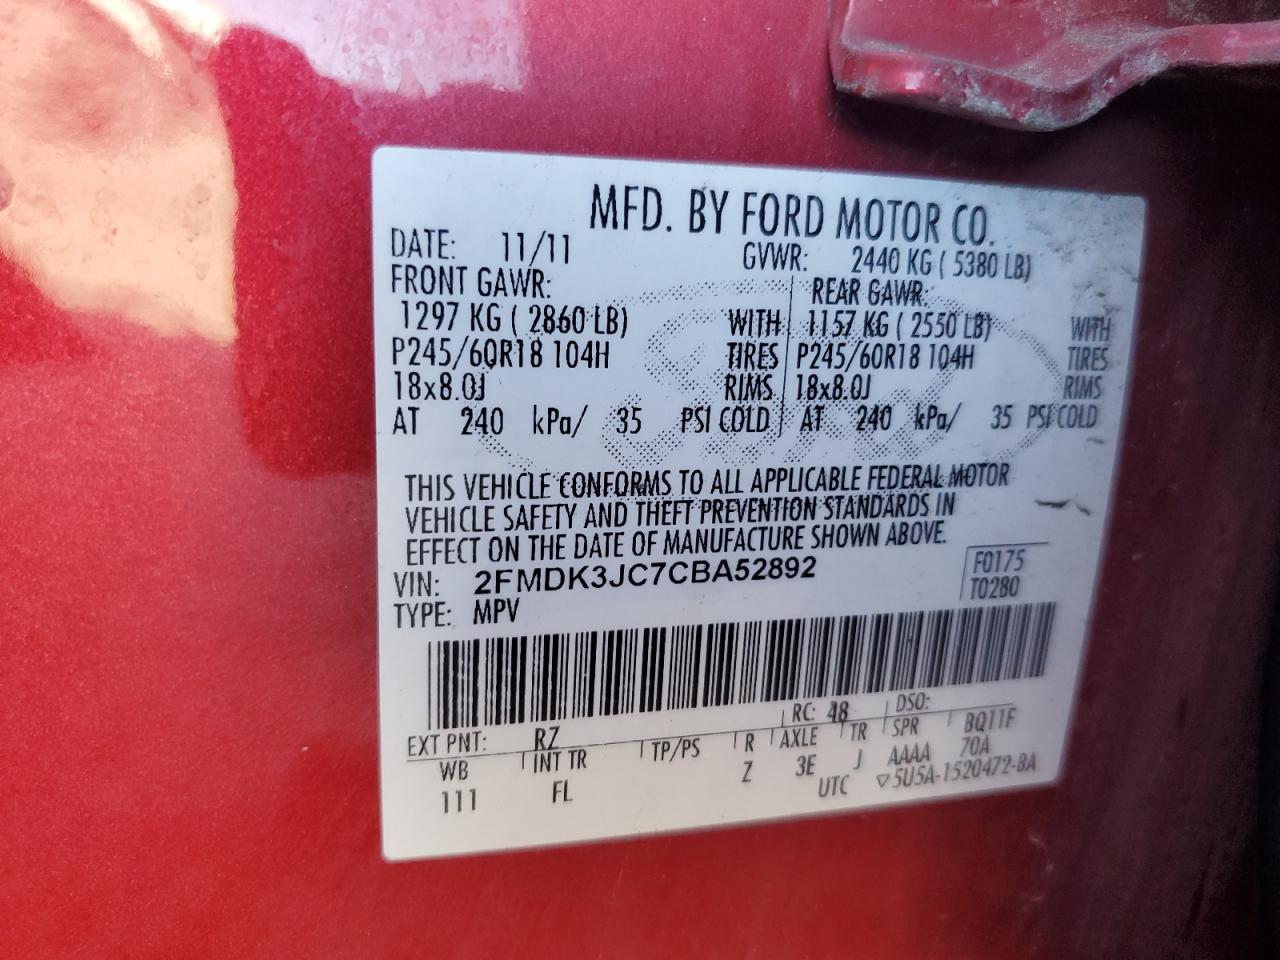 MFD. BY FORD MOTOR CO.
DATE: 11/11 GVWR: 2440 KG ( 5380 LB)
FRONT GAWR: REAR GAWR:
1297 KG ( 2860 LB) WITH 1157 KG ( 2550 LB) WITH
P245/60R18 104H TIRES P245/60R18 104H TIRES
18x8.0J RIMS 18x8.0J RIMS
AT 240 kPa/ 35 PSI COLD AT 240 kPa/ 35 PSI COLD
THIS VEHICLE CONFORMS TO ALL APPLICABLE FEDERAL MOTOR
VEHICLE SAFETY AND THEFT PREVENTION STANDARDS IN
EFFECT ON THE DATE OF MANUFACTURE SHOWN ABOVE.
VIN: 2FMDK3JC7CBA52892 F0175
TYPE: MPV T0280
EXT PNT: RZ RC: 48 DSO:
WB INT TR TP/PS R AXLE TR SPR BQ11F
111 FL Z 3E J AAAA 70A
UTC ▽5U5A-1520472-BA